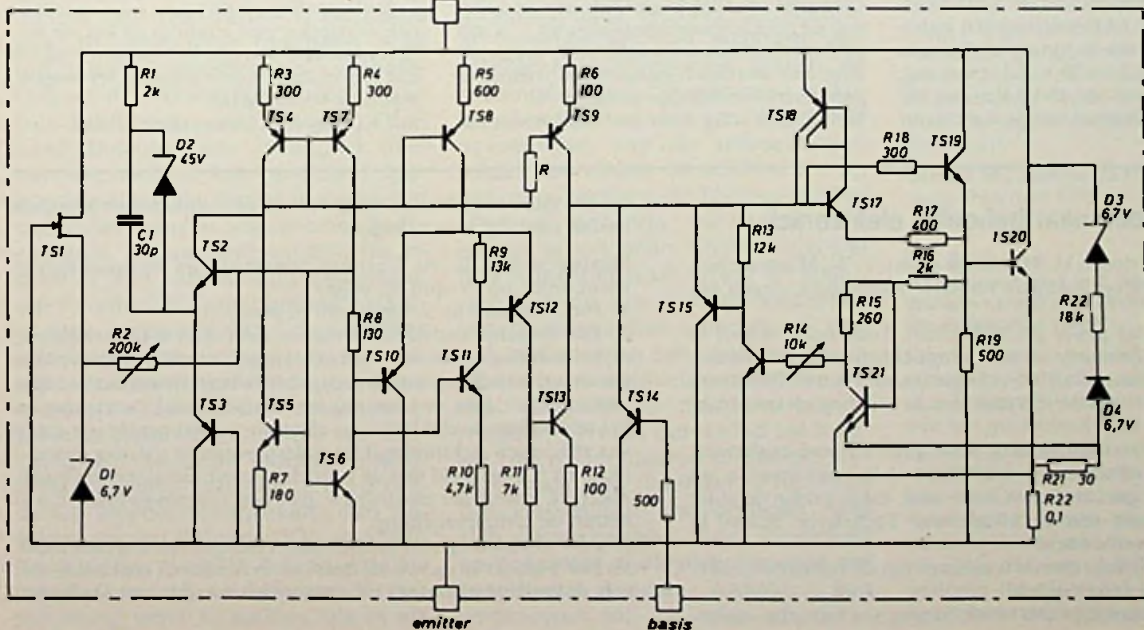 R1
2k
R3
300
R4
300
R5
600
R6
100
TS4
TS7
TS8
TS9
TS18
R18
300
TS19
D2
45V
R
TS17
D3
6,7V
TS1
C1
30p
TS2
R9
13k
R13
12k
R17
400
R16
2k
TS20
R2
200k
R8
130
TS10
TS11
TS12
TS15
R14
10k
R15
260
R22
18k
R19
500
TS3
TS5
TS13
TS14
TS21
D4
6,7V
D1
6,7V
R7
180
TS6
R10
4,7k
R11
7k
R12
100
500
R21
30
R22
0,1
emitter
basis